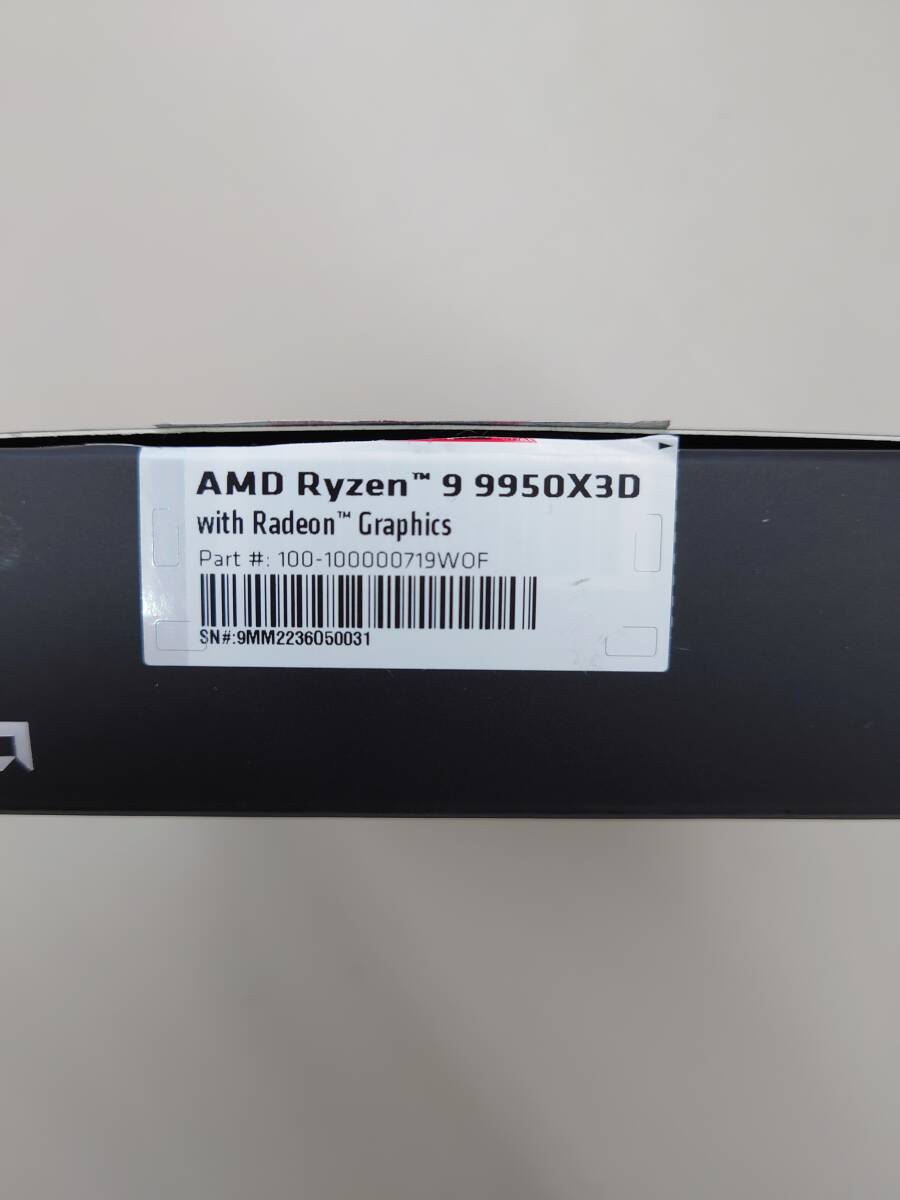 AMD Ryzen™ 9 9950X3D
with Radeon™ Graphics
Part #: 100-100000719WOF
SN#:9MM2236050031